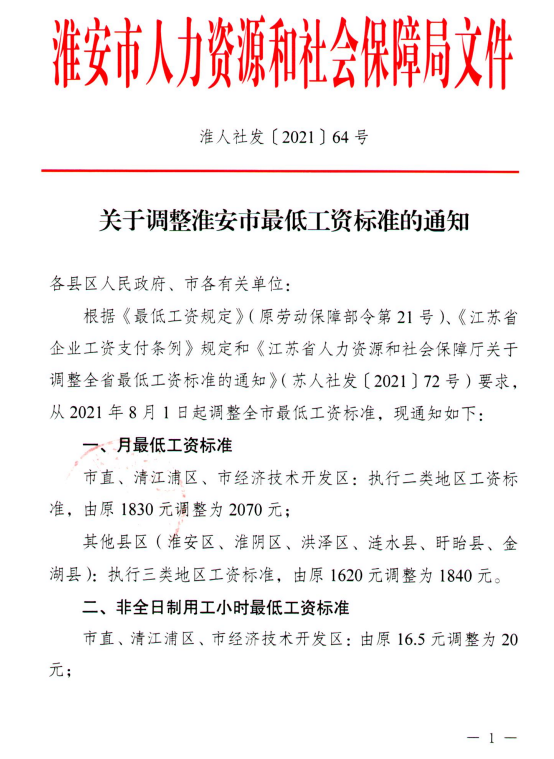 淮安市人力资源和社会保障局文件
淮人社发〔2021〕64号
关于调整淮安市最低工资标准的通知
各县区人民政府、市各有关单位：
根据《最低工资规定》（原劳动保障部令第21号）、《江苏省
企业工资支付条例》规定和《江苏省人力资源和社会保障厅关于
调整全省最低工资标准的通知》（苏人社发〔2021〕72号）要求，
从2021年8月1日起调整全市最低工资标准，现通知如下：
一、月最低工资标准
市直、清江浦区、市经济技术开发区：执行二类地区工资标
准，由原1830元调整为2070元；
其他县区（淮安区、淮阴区、洪泽区、涟水县、盱眙县、金
湖县）：执行三类地区工资标准，由原1620元调整为1840元。
二、非全日制用工小时最低工资标准
市直、清江浦区、市经济技术开发区：由原16.5元调整为20
元；
— 1 —